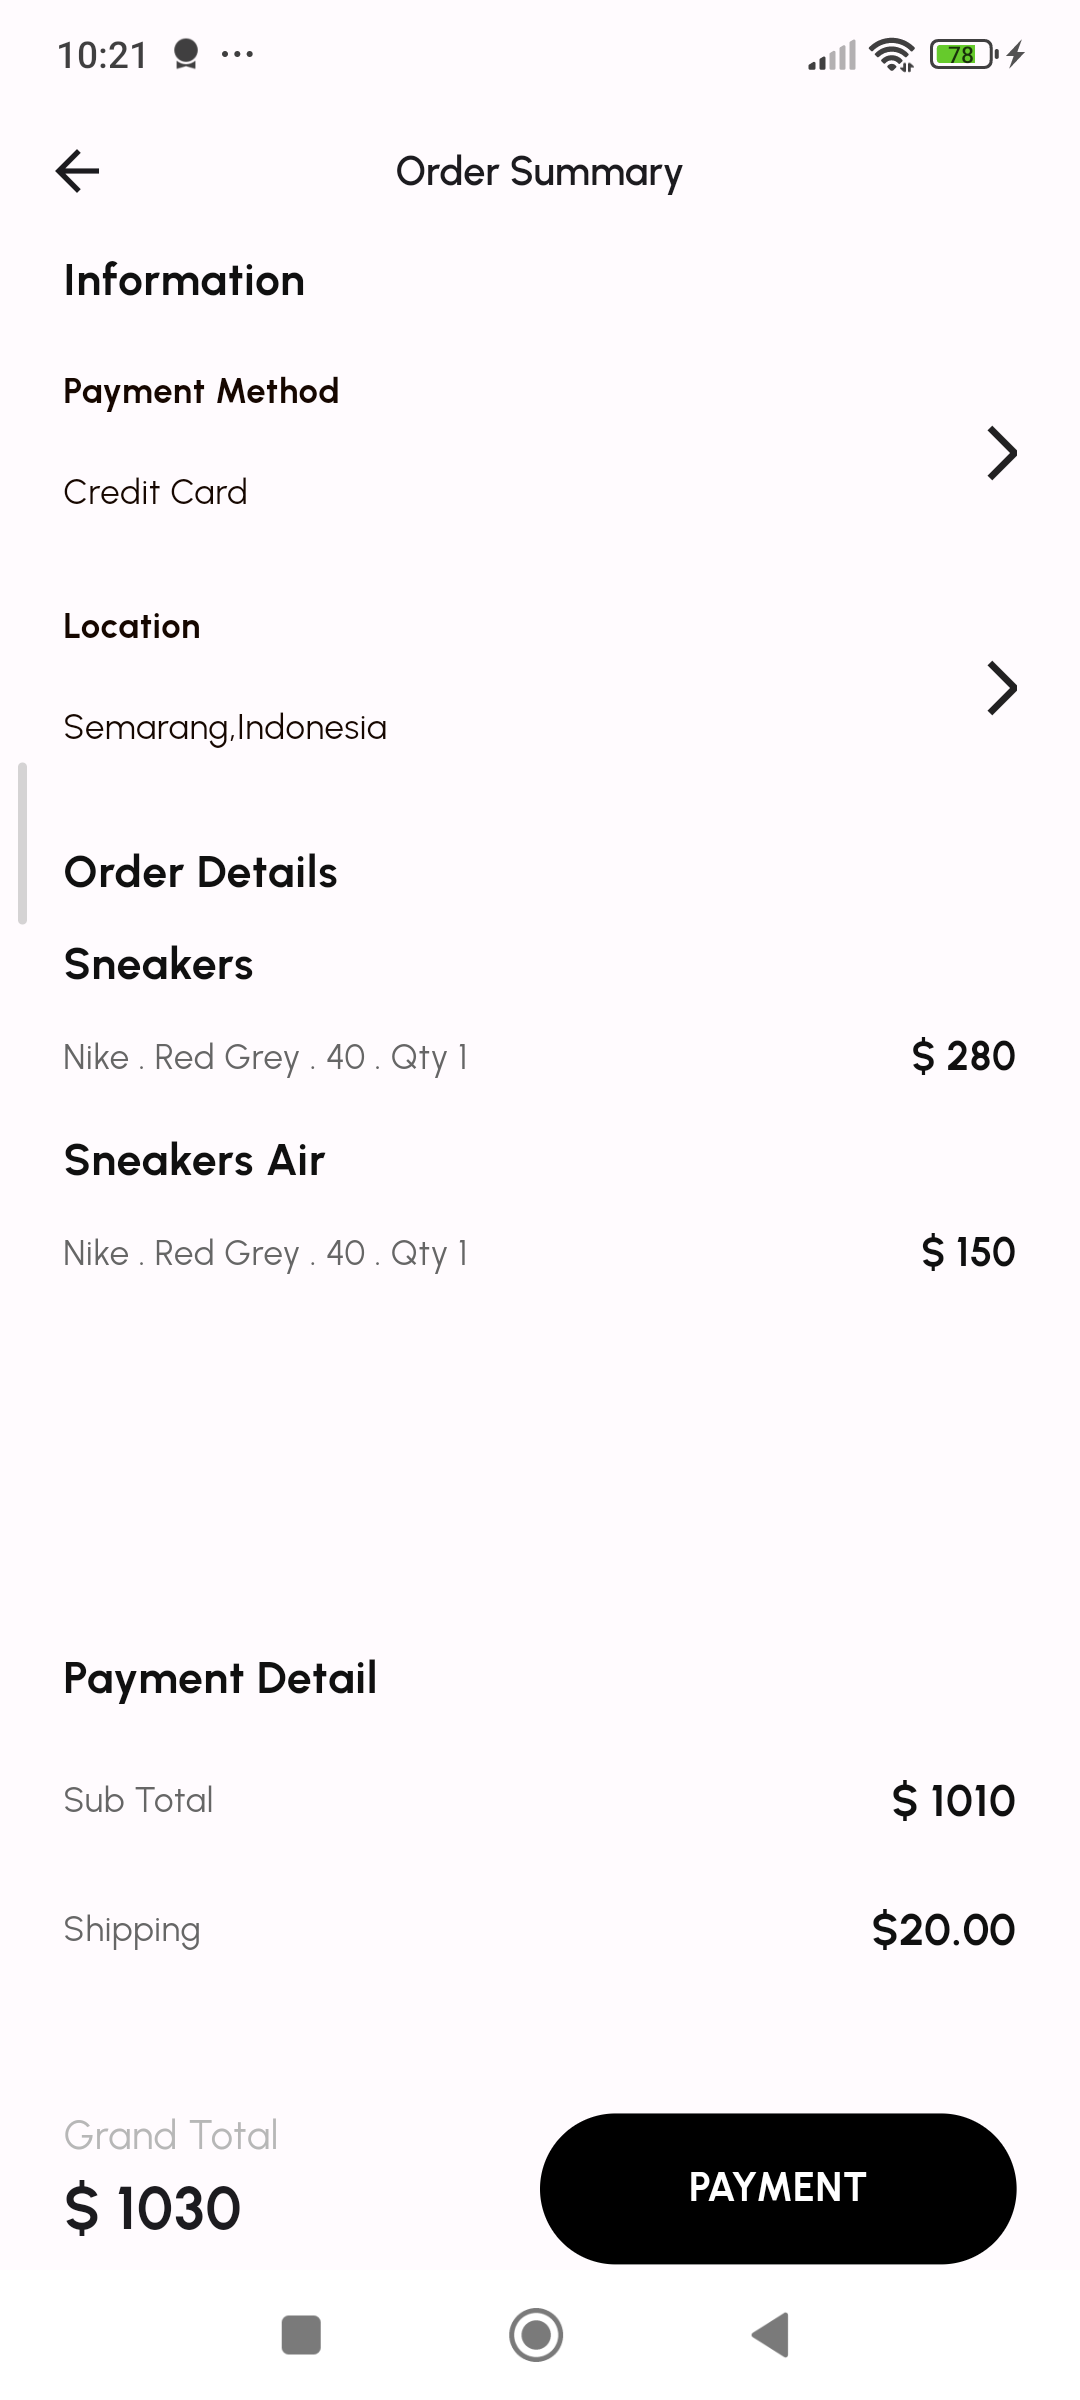 10:21
78
Order Summary
Information
Payment Method
Credit Card
Location
Semarang,Indonesia
Order Details
Sneakers
Nike . Red Grey . 40 . Qty 1 $ 280
Sneakers Air
Nike . Red Grey . 40 . Qty 1 $ 150
Payment Detail
Sub Total $ 1010
Shipping $20.00
Grand Total
$ 1030
PAYMENT